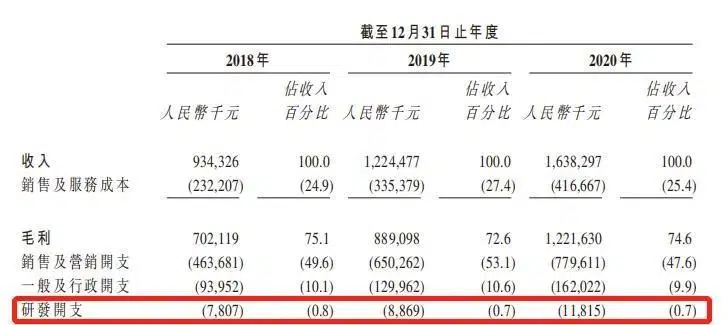 截至12月31日止年度
2018年 2019年 2020年
佔收入 佔收入 佔收入
人民幣千元 百分比 人民幣千元 百分比 人民幣千元 百分比
收入 934,326 100.0 1,224,477 100.0 1,638,297 100.0
銷售及服務成本 (232,207) (24.9) (335,379) (27.4) (416,667) (25.4)
毛利 702,119 75.1 889,098 72.6 1,221,630 74.6
銷售及營銷開支 (463,681) (49.6) (650,262) (53.1) (779,611) (47.6)
一般及行政開支 (93,952) (10.1) (129,962) (10.6) (162,022) (9.9)
研發開支 (7,807) (0.8) (8,869) (0.7) (11,815) (0.7)